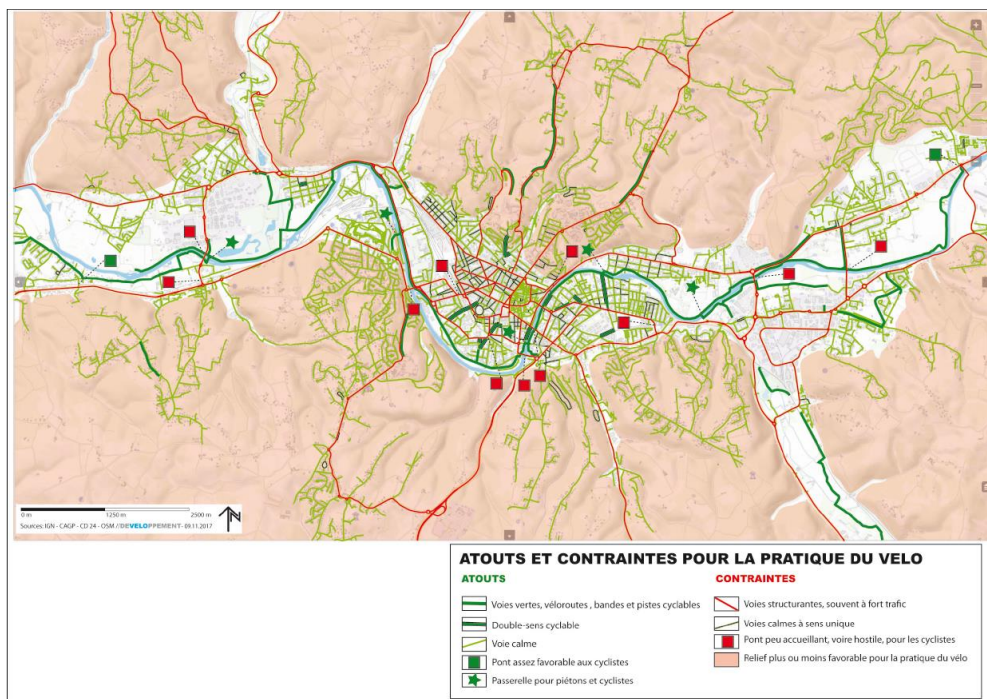 0 m 1250 m 2500 m
N
Sources: IGN - CAGP - CD 24 - OSM / DEVELOPPEMENT - 09.11.2017
ATOUTS ET CONTRAINTES POUR LA PRATIQUE DU VELO
ATOUTS
Voies vertes, véloroutes , bandes et pistes cyclables
Double-sens cyclable
Voie calme
Pont assez favorable aux cyclistes
Passerelle pour piétons et cyclistes
CONTRAINTES
Voies structurantes, souvent à fort trafic
Voies calmes à sens unique
Pont peu accueillant, voire hostile, pour les cyclistes
Relief plus ou moins favorable pour la pratique du vélo